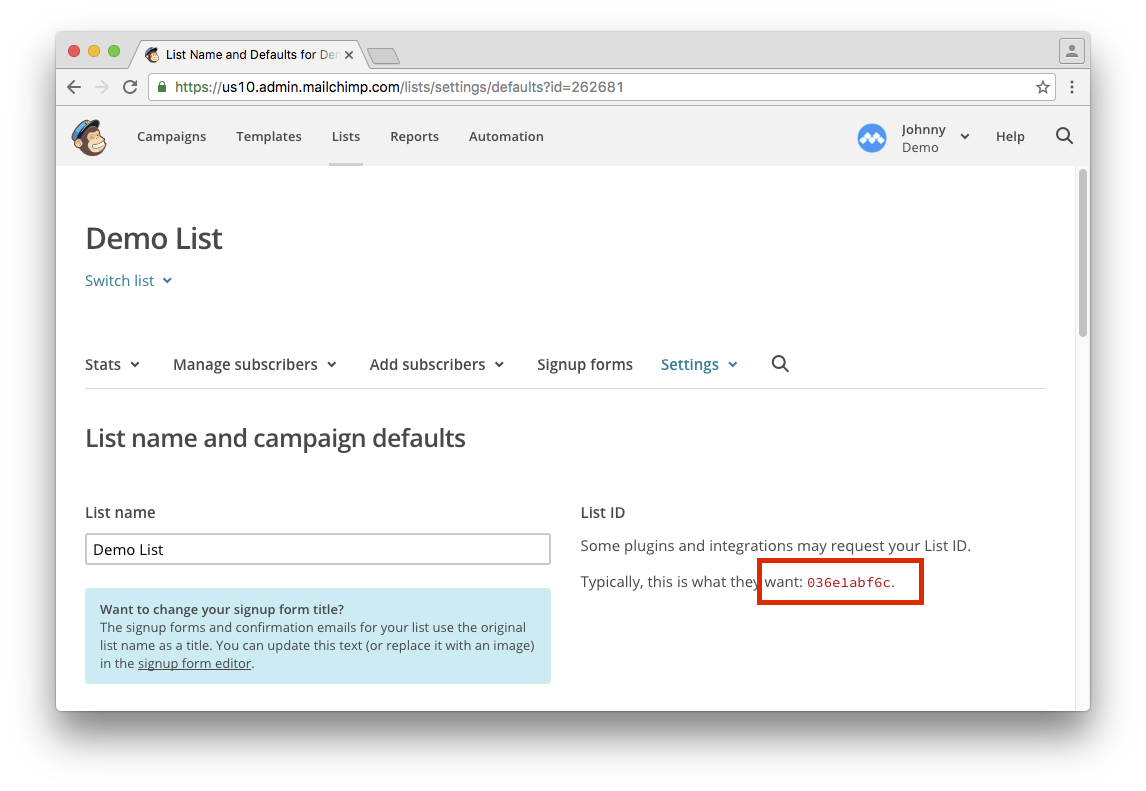 List Name and Defaults for De
https://us10.admin.mailchimp.com/lists/settings/defaults?id=262681
Campaigns Templates Lists Reports Automation Johnny Demo Help
Demo List
Switch list
Stats Manage subscribers Add subscribers Signup forms Settings
List name and campaign defaults
List name
Demo List
Want to change your signup form title?
The signup forms and confirmation emails for your list use the original
list name as a title. You can update this text (or replace it with an image)
in the signup form editor.
List ID
Some plugins and integrations may request your List ID.
Typically, this is what they want: 036e1abf6c.